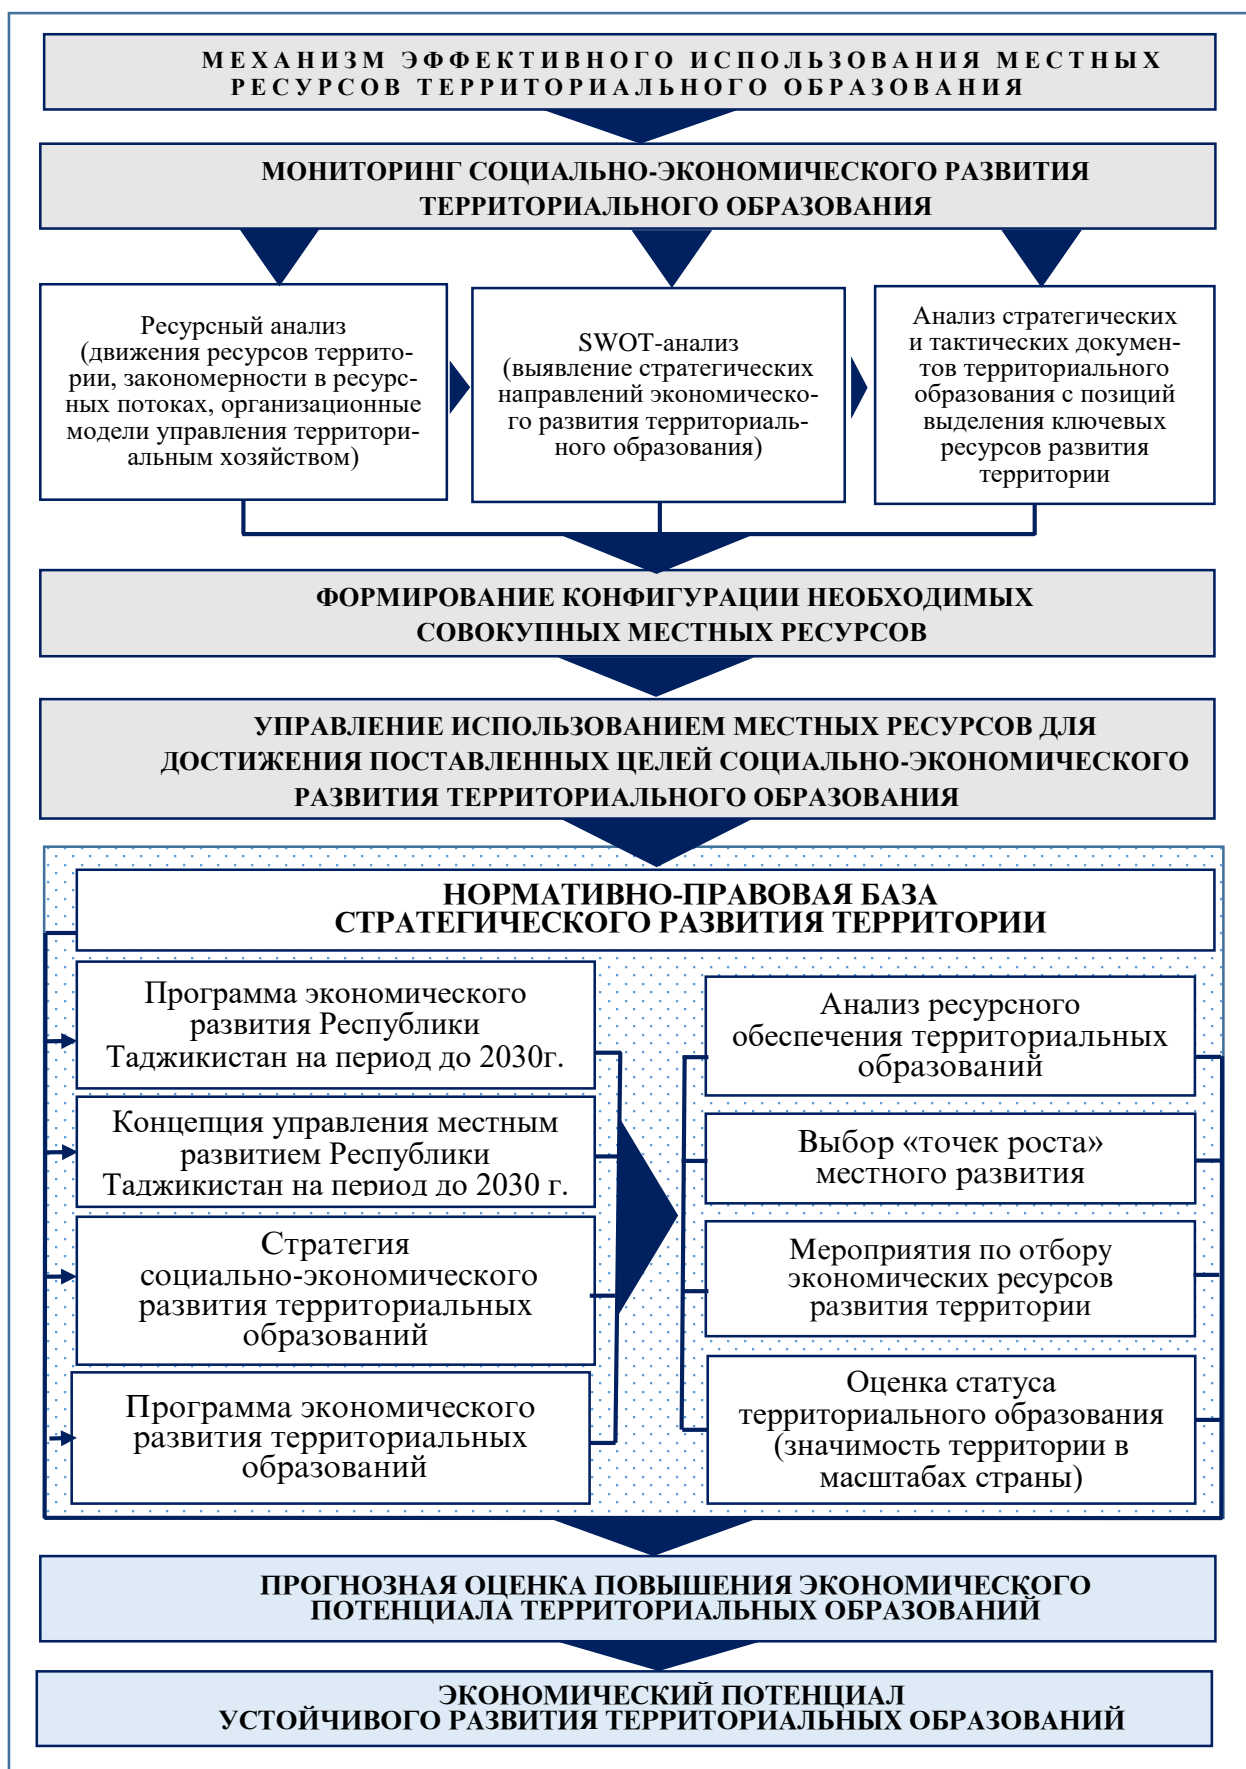 МЕХАНИЗМ ЭФФЕКТИВНОГО ИСПОЛЬЗОВАНИЯ МЕСТНЫХ
РЕСУРСОВ ТЕРРИТОРИАЛЬНОГО ОБРАЗОВАНИЯ
МОНИТОРИНГ СОЦИАЛЬНО-ЭКОНОМИЧЕСКОГО РАЗВИТИЯ
ТЕРРИТОРИАЛЬНОГО ОБРАЗОВАНИЯ
Ресурсный анализ
(движения ресурсов террито-
рии, закономерности в ресурс-
ных потоках, организационные
модели управления территори-
альным хозяйством)
SWOT-анализ
(выявление стратегических
направлений экономическо-
го развития территориаль-
ного образования)
Анализ стратегических
и тактических докумен-
тов территориального
образования с позиций
выделения ключевых
ресурсов развития
территории
ФОРМИРОВАНИЕ КОНФИГУРАЦИИ НЕОБХОДИМЫХ
СОВОКУПНЫХ МЕСТНЫХ РЕСУРСОВ
УПРАВЛЕНИЕ ИСПОЛЬЗОВАНИЕМ МЕСТНЫХ РЕСУРСОВ ДЛЯ
ДОСТИЖЕНИЯ ПОСТАВЛЕННЫХ ЦЕЛЕЙ СОЦИАЛЬНО-ЭКОНОМИЧЕСКОГО
РАЗВИТИЯ ТЕРРИТОРИАЛЬНОГО ОБРАЗОВАНИЯ
НОРМАТИВНО-ПРАВОВАЯ БАЗА
СТРАТЕГИЧЕСКОГО РАЗВИТИЯ ТЕРРИТОРИИ
Программа экономического
развития Республики
Таджикистан на период до 2030г.
Концепция управления местным
развитием Республики
Таджикистан на период до 2030 г.
Стратегия
социально-экономического
развития территориальных
образований
Программа экономического
развития территориальных
образований
Анализ ресурсного
обеспечения территориальных
образований
Выбор «точек роста»
местного развития
Мероприятия по отбору
экономических ресурсов
развития территории
Оценка статуса
территориального образования
(значимость территории в
масштабах страны)
ПРОГНОЗНАЯ ОЦЕНКА ПОВЫШЕНИЯ ЭКОНОМИЧЕСКОГО
ПОТЕНЦИАЛА ТЕРРИТОРИАЛЬНЫХ ОБРАЗОВАНИЙ
ЭКОНОМИЧЕСКИЙ ПОТЕНЦИАЛ
УСТОЙЧИВОГО РАЗВИТИЯ ТЕРРИТОРИАЛЬНЫХ ОБРАЗОВАНИЙ